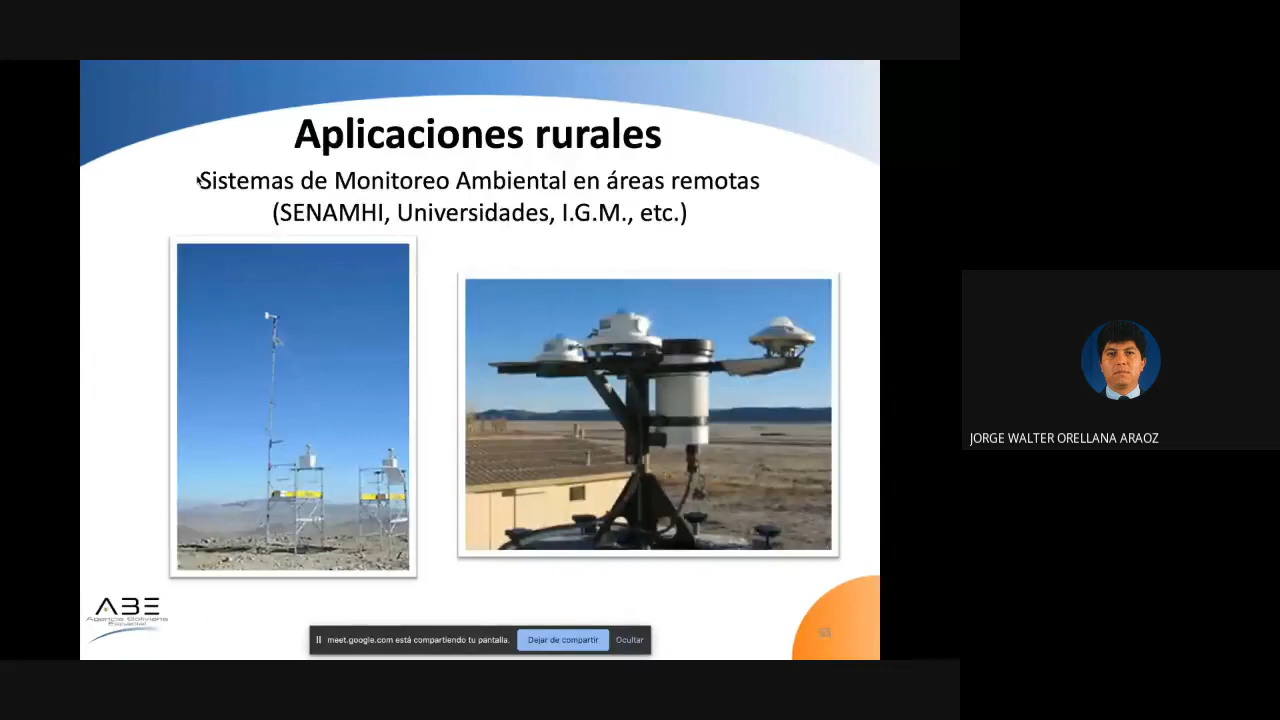 Aplicaciones rurales
Sistemas de Monitoreo Ambiental en áreas remotas
(SENAMHI, Universidades, I.G.M., etc.)
JORGE WALTER ORELLANA ARAOZ
ABE
Agencia Boliviana
Espacial
meet.google.com está compartiendo tu pantalla.
Dejar de compartir
Ocultar